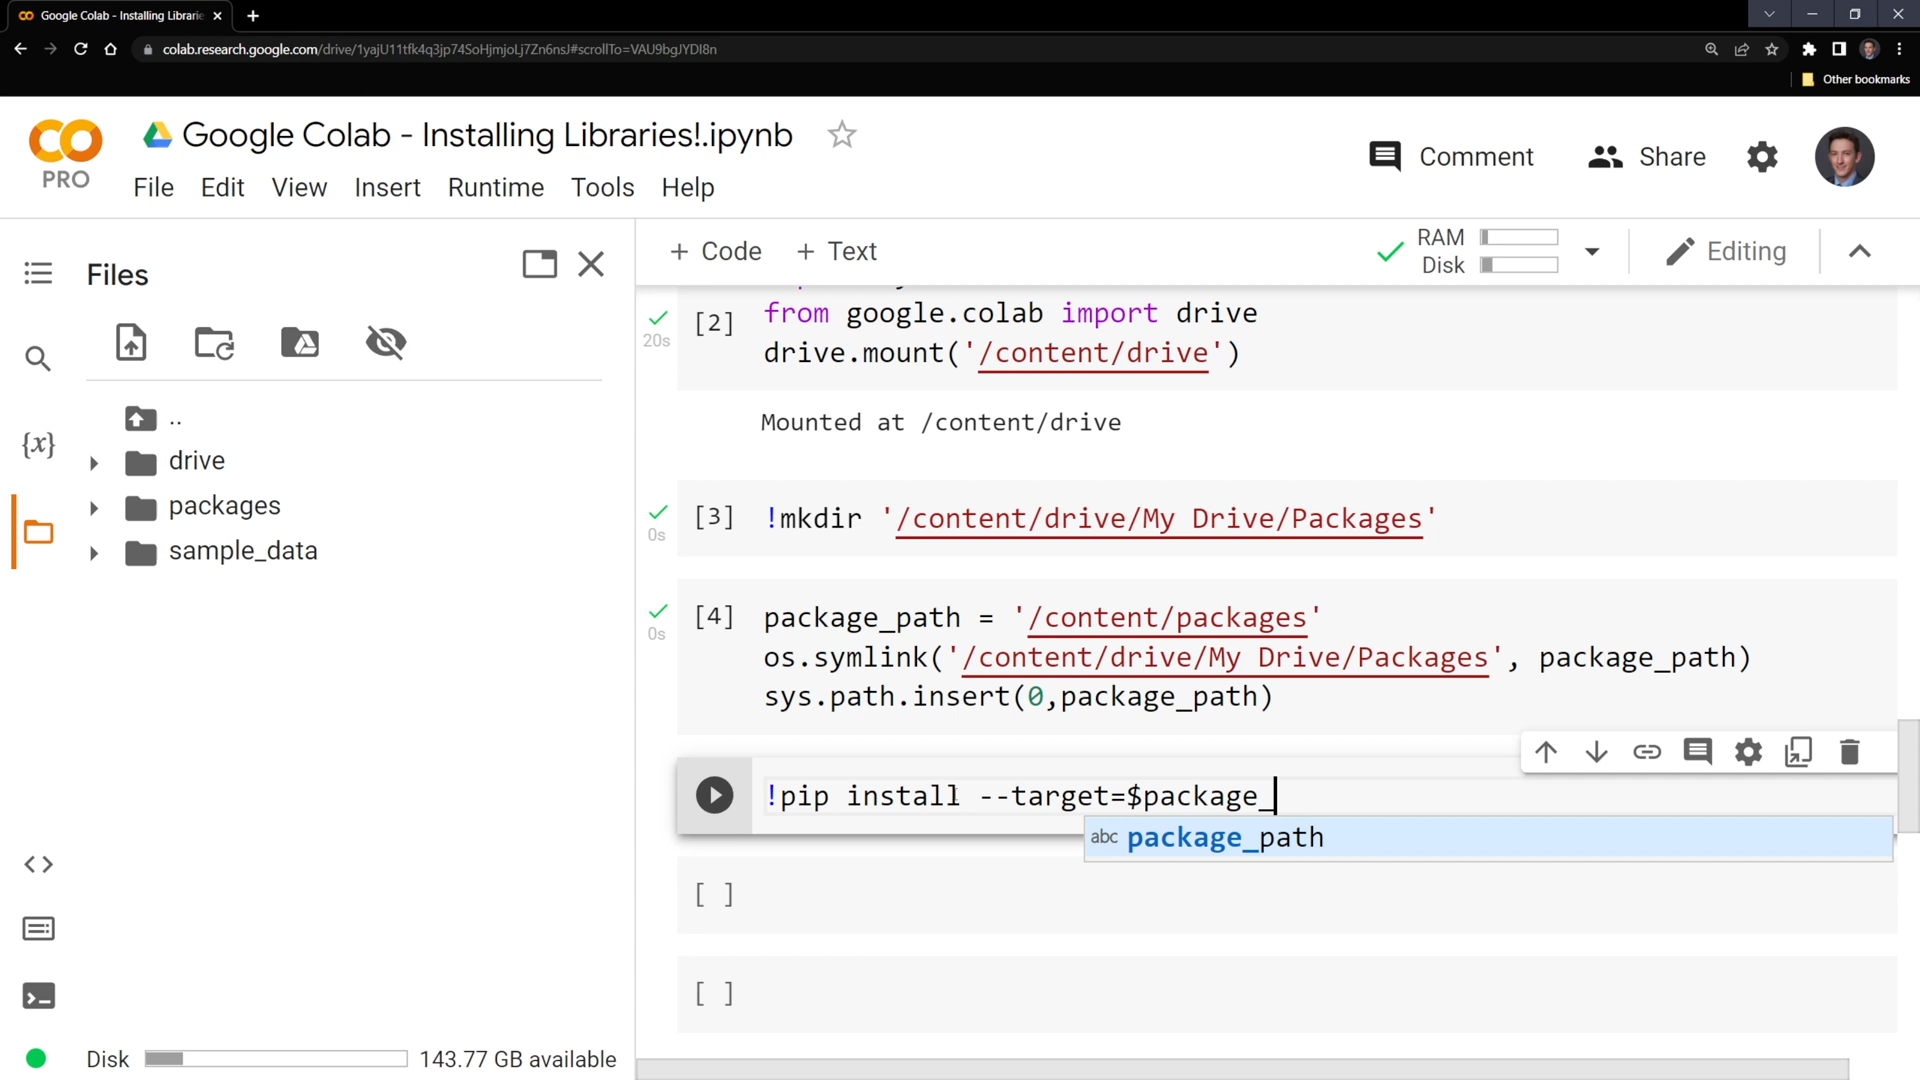 Google Colab - Installing Librarie
colab.research.google.com/drive/1yajU11tfk4q3jp74SoHjmjoLj7Zn6nsJ#scrollTo=VAU9bgJYDI8n
Other bookmarks
PRO
Google Colab - Installing Libraries!.ipynb
File Edit View Insert Runtime Tools Help
Comment Share
Files
..
drive
packages
sample_data
Disk 143.77 GB available
+ Code + Text
RAM
Disk
Editing
20s
[2] from google.colab import drive
drive.mount('/content/drive')
Mounted at /content/drive
0s
[3] !mkdir '/content/drive/My Drive/Packages'
0s
[4] package_path = '/content/packages'
os.symlink('/content/drive/My Drive/Packages', package_path)
sys.path.insert(0,package_path)
!pip install --target=$package_
abc package_path
[ ]
[ ]